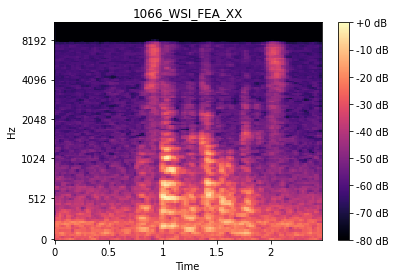 1066_WSI_FEA_XX
+0 dB
8192
-10 dB
4096
-20 dB
-30 dB
2048
Hz
-40 dB
1024
-50 dB
512
-60 dB
-70 dB
0
-80 dB
0 0.5 1 1.5 2
Time